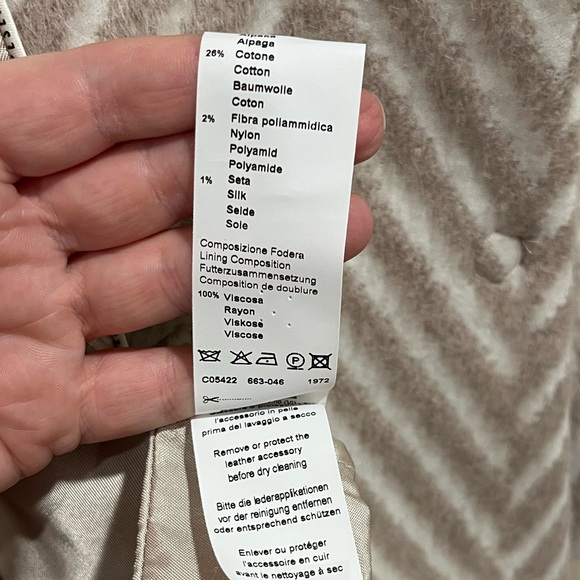 Alpaka
Alpaga
26% Cotone
Cotton
Baumwolle
Coton
2% Fibra poliammidica
Nylon
Polyamid
Polyamide
1% Seta
Silk
Seide
Soie
Composizione Fodera
Lining Composition
Futterzusammensetzung
Composition de doublure
100% Viscosa
Rayon
Viskose
Viscose
P
C05422 663-046 1972
l'accessorio in pelle
prima del lavaggio a secco
Remove or protect the
leather accessory
before dry cleaning
Bitte die lederapplikationen
vor der reinigung entfernen
oder entsprechend schützen
Enlever ou protéger
l'accessoire en cuir
avant le nettoyage à sec